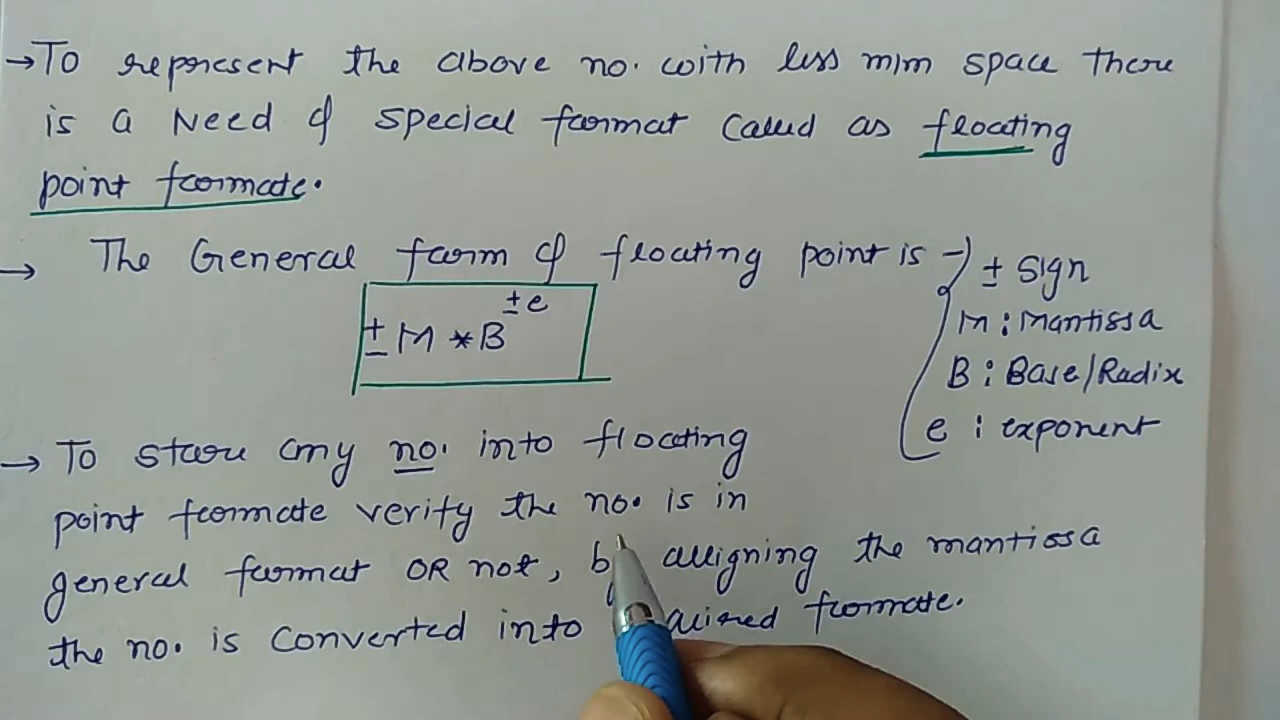 → To represent the above no. with less m/m space there
is a Need of special format called as floating
point formate.
→ The General form of floating point is →
± M * B ±e
± Sign
M : Mantissa
B : Base/Radix
e : exponent
→ To store any no. into floating
point formate verify the no. is in
general format OR not, by alligning the mantissa
the no. is converted into formate.